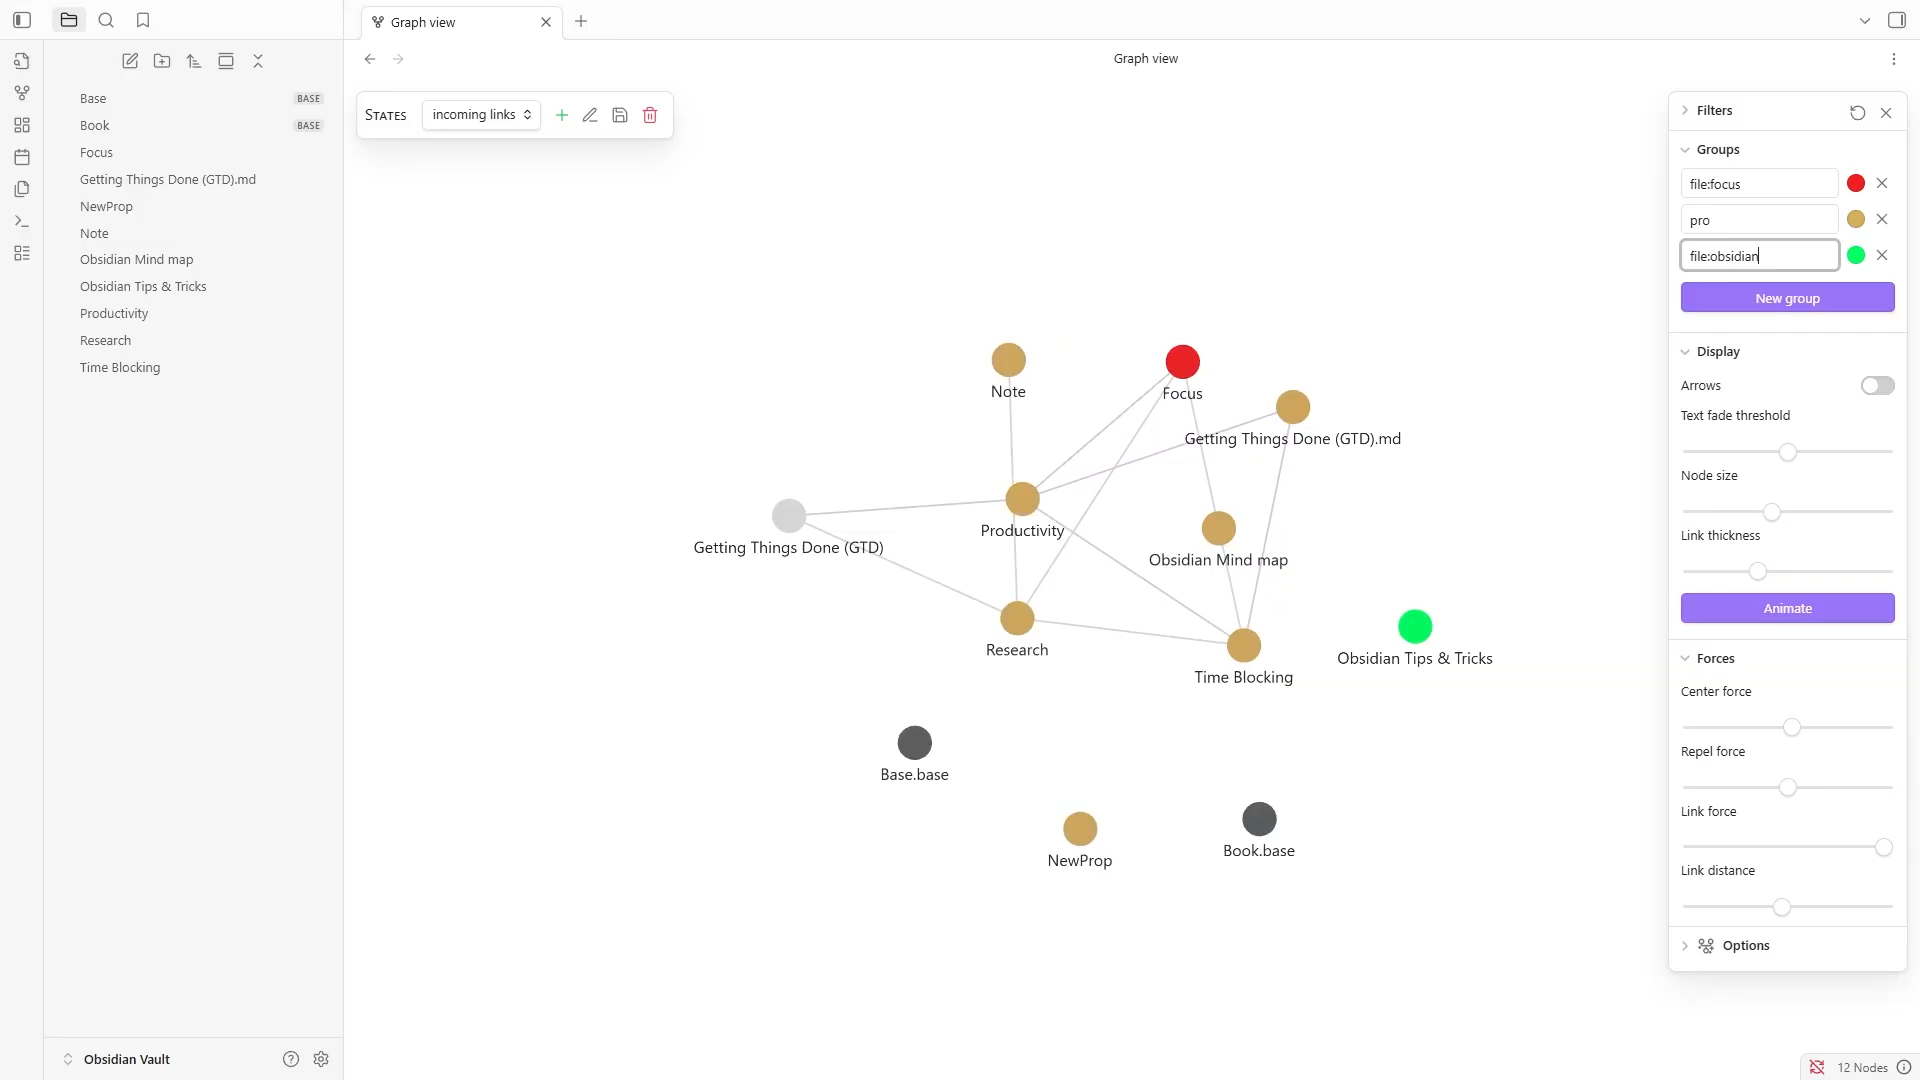 Graph view
Graph view
Base BASE
Book BASE
Focus
Getting Things Done (GTD).md
NewProp
Note
Obsidian Mind map
Obsidian Tips & Tricks
Productivity
Research
Time Blocking
Obsidian Vault
STATES incoming links
Note
Focus
Getting Things Done (GTD).md
Productivity
Getting Things Done (GTD)
Obsidian Mind map
Research
Obsidian Tips & Tricks
Time Blocking
Base.base
Book.base
NewProp
Filters
Groups
file:focus
pro
file:obsidian
New group
Display
Arrows
Text fade threshold
Node size
Link thickness
Animate
Forces
Center force
Repel force
Link force
Link distance
Options
12 Nodes